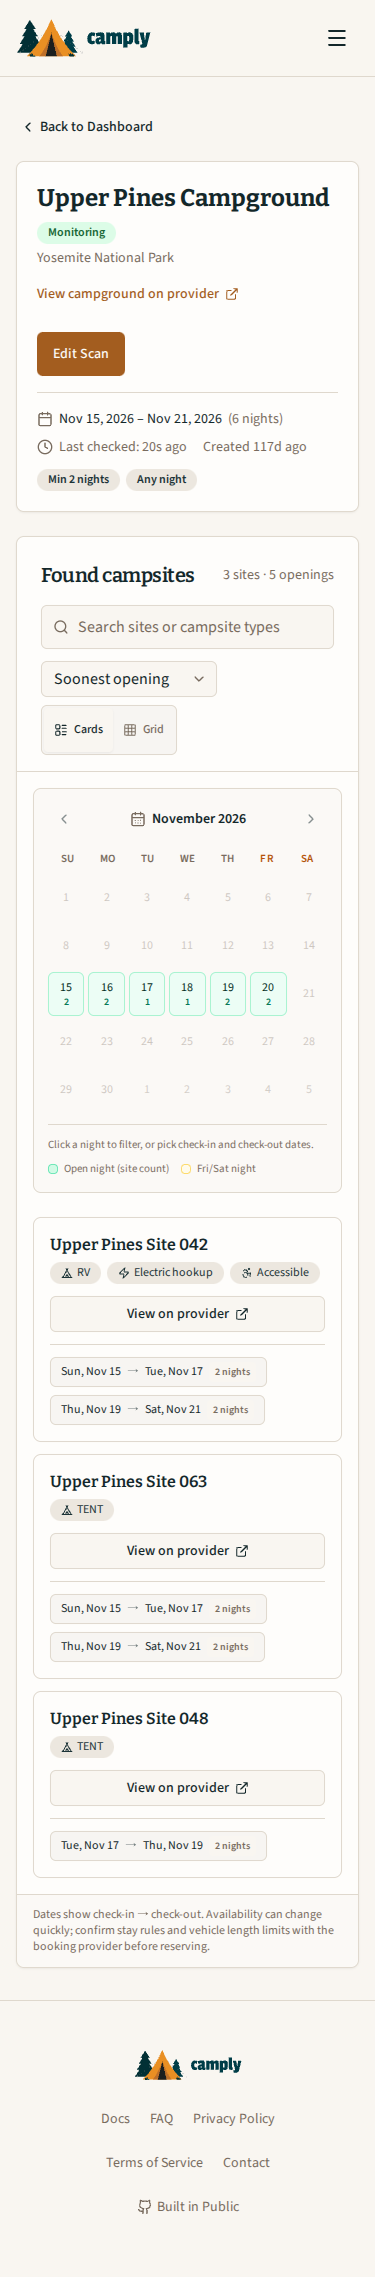 camply
Back to Dashboard
Upper Pines Campground
Monitoring
Yosemite National Park
View campground on provider
Edit Scan
Nov 15, 2026 – Nov 21, 2026 (6 nights)
Last checked: 20s ago Created 117d ago
Min 2 nights Any night
Found campsites 3 sites · 5 openings
Search sites or campsite types
Soonest opening
Cards Grid
November 2026
SU MO TU WE TH FR SA
1 2 3 4 5 6 7
8 9 10 11 12 13 14
15 16 17 18 19 20 21
2 2 1 1 2 2
22 23 24 25 26 27 28
29 30 1 2 3 4 5
Click a night to filter, or pick check-in and check-out dates.
Open night (site count) Fri/Sat night
Upper Pines Site 042
RV Electric hookup Accessible
View on provider
Sun, Nov 15 → Tue, Nov 17 2 nights
Thu, Nov 19 → Sat, Nov 21 2 nights
Upper Pines Site 063
TENT
View on provider
Sun, Nov 15 → Tue, Nov 17 2 nights
Thu, Nov 19 → Sat, Nov 21 2 nights
Upper Pines Site 048
TENT
View on provider
Tue, Nov 17 → Thu, Nov 19 2 nights
Dates show check-in → check-out. Availability can change
quickly; confirm stay rules and vehicle length limits with the
booking provider before reserving.
camply
Docs FAQ Privacy Policy
Terms of Service Contact
Built in Public